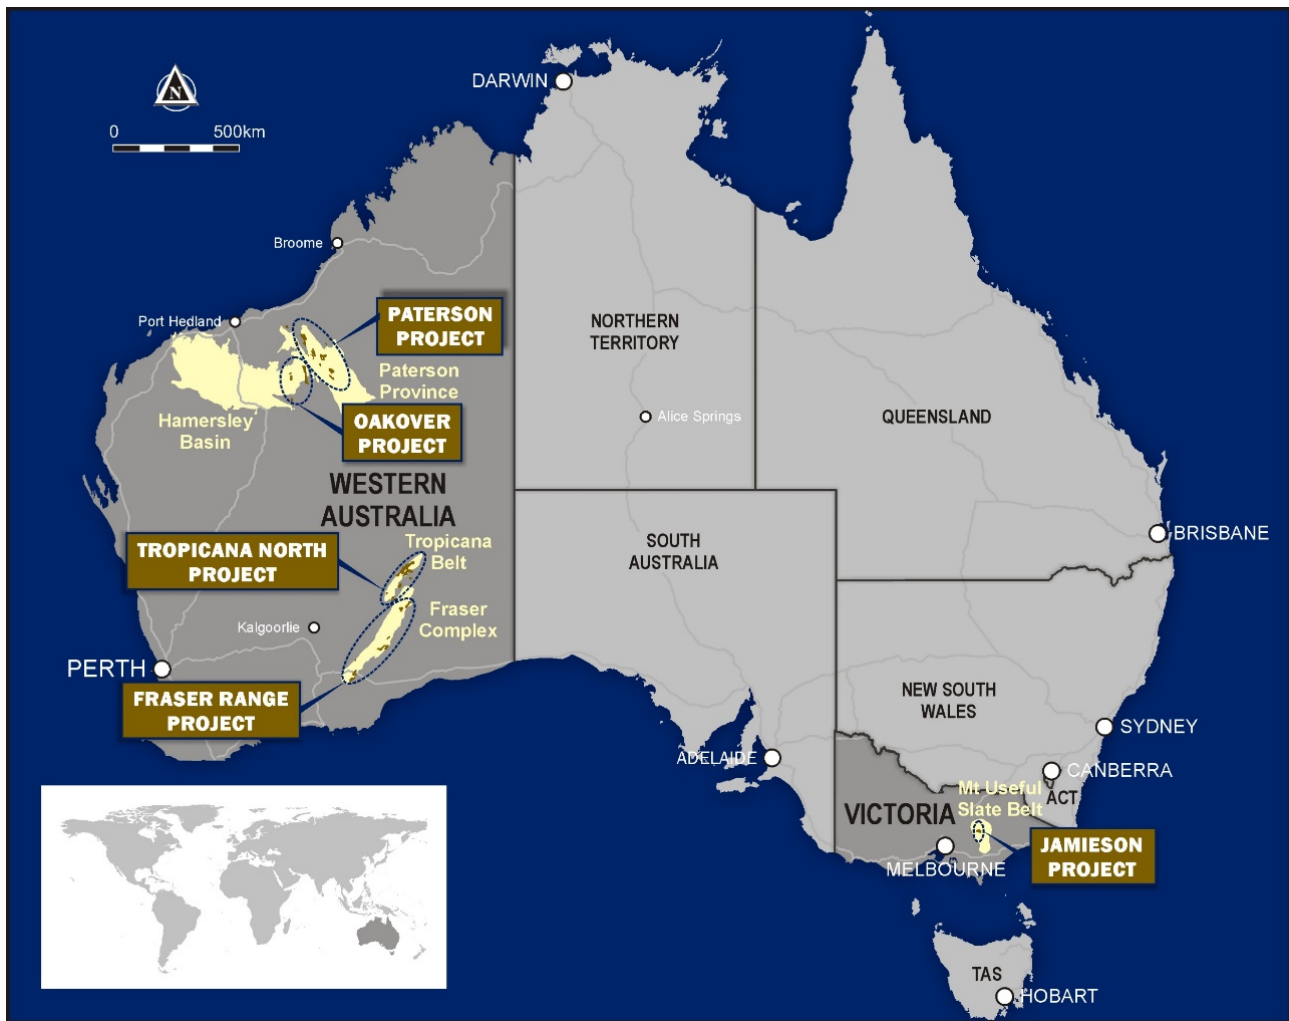 DARWIN
N
0 500km
Broome
Port Hedland
PATERSON
PROJECT
NORTHERN
TERRITORY
Paterson
Province
Hamersley
Basin
OAKOVER
PROJECT
Alice Springs
QUEENSLAND
WESTERN
AUSTRALIA
TROPICANA NORTH
PROJECT
Tropicana
Belt
SOUTH
AUSTRALIA
BRISBANE
Kalgoorlie
Fraser
Complex
PERTH
FRASER RANGE
PROJECT
NEW SOUTH
WALES
SYDNEY
ADELAIDE
CANBERRA
ACT
Mt Useful
Slate Belt
VICTORIA
JAMIESON
PROJECT
MELBOURNE
TAS
HOBART